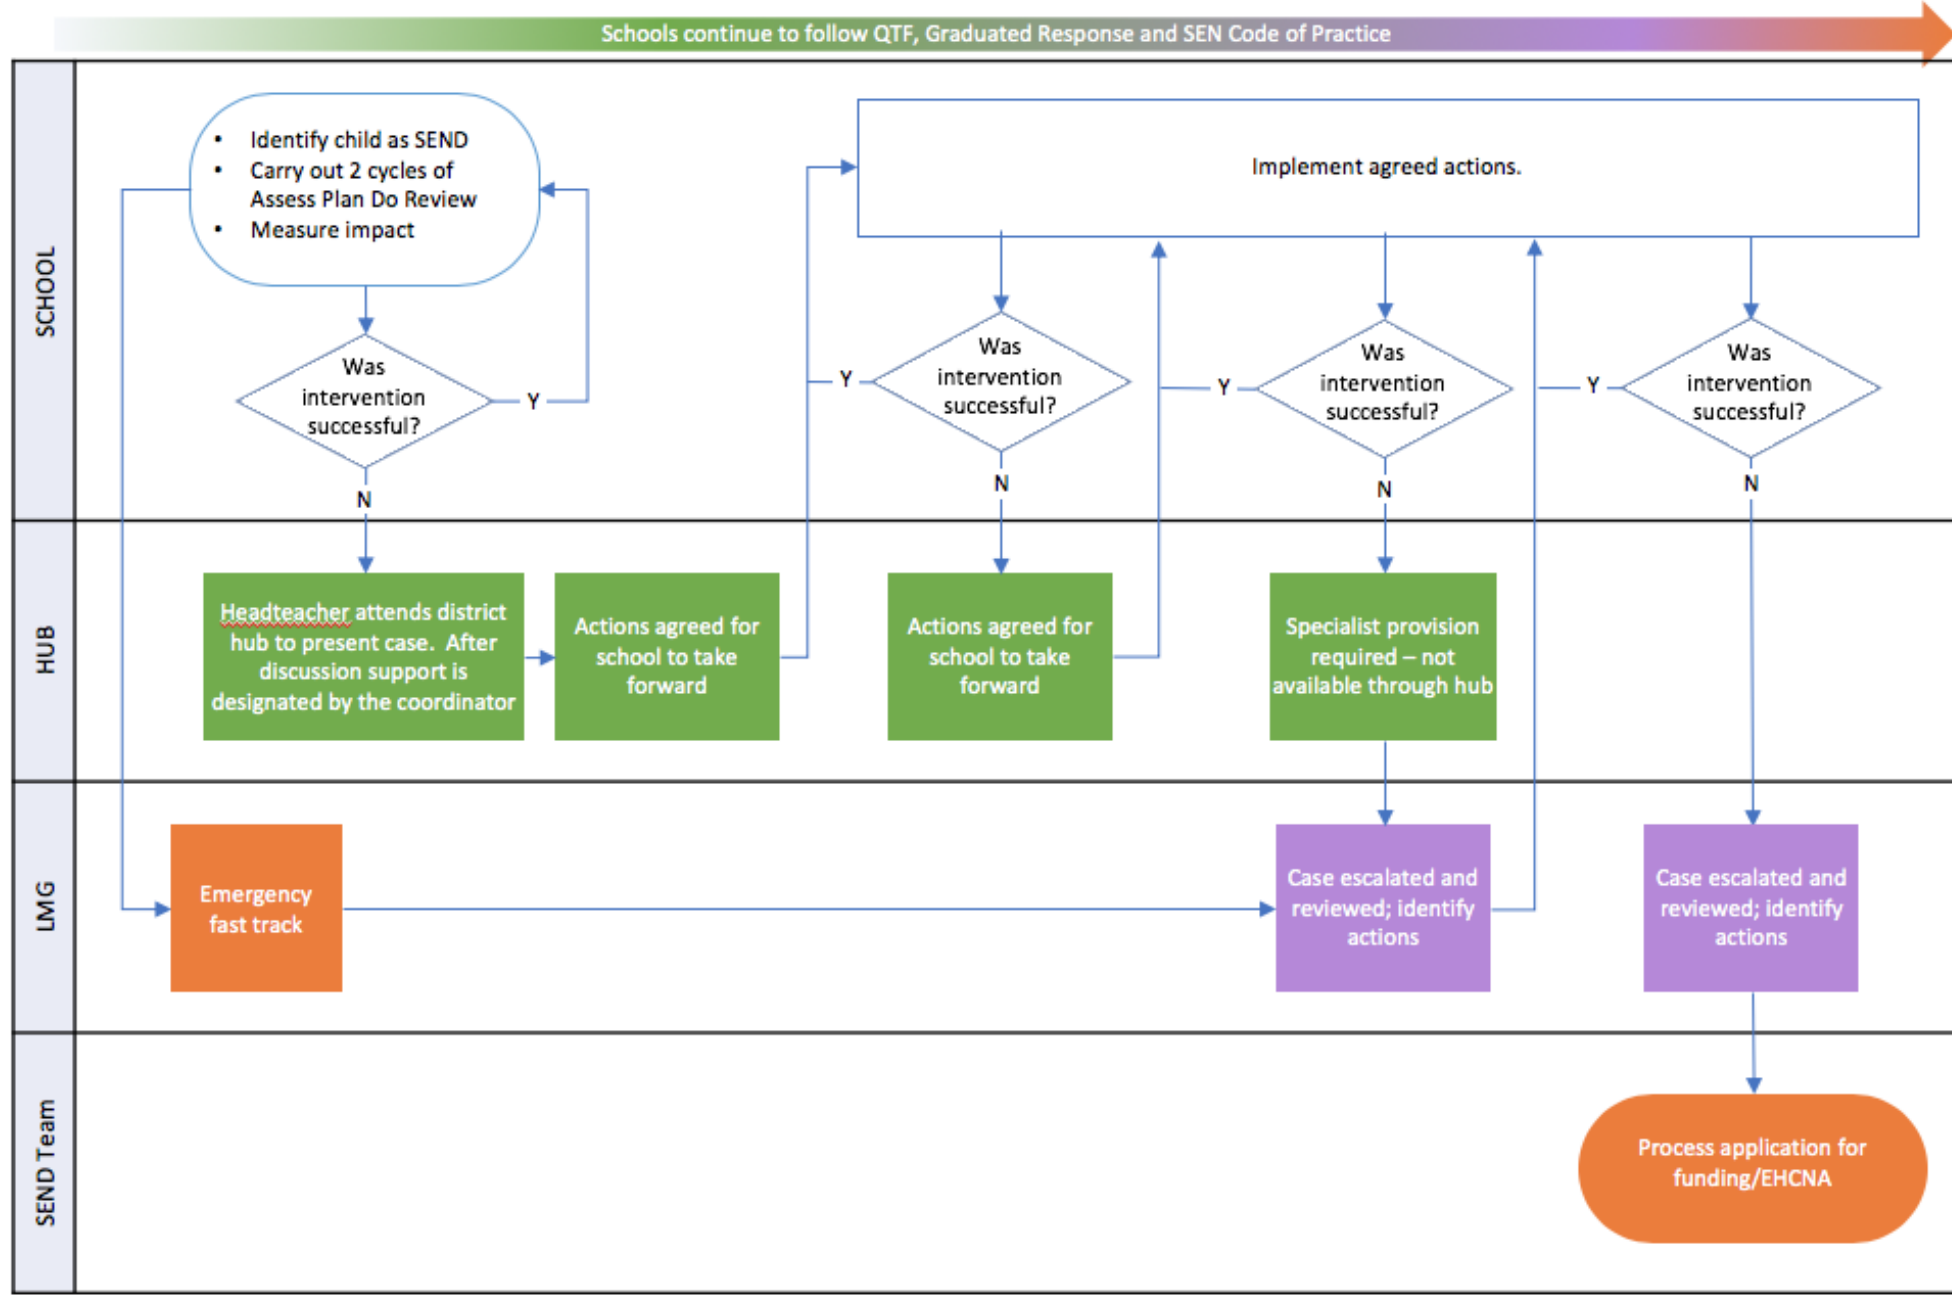 Schools continue to follow QTF, Graduated Response and SEN Code of Practice
SCHOOL
• Identify child as SEND
• Carry out 2 cycles of
Assess Plan Do Review
• Measure impact
Implement agreed actions.
Was
intervention
successful?
Y
N
Was
intervention
successful?
Y
N
Was
intervention
successful?
Y
N
Was
intervention
successful?
Y
N
HUB
Headteacher attends district
hub to present case. After
discussion support is
designated by the coordinator
Actions agreed for
school to take
forward
Actions agreed for
school to take
forward
Specialist provision
required – not
available through hub
LMG
Emergency
fast track
Case escalated and
reviewed; identify
actions
Case escalated and
reviewed; identify
actions
SEND Team
Process application for
funding/EHCNA